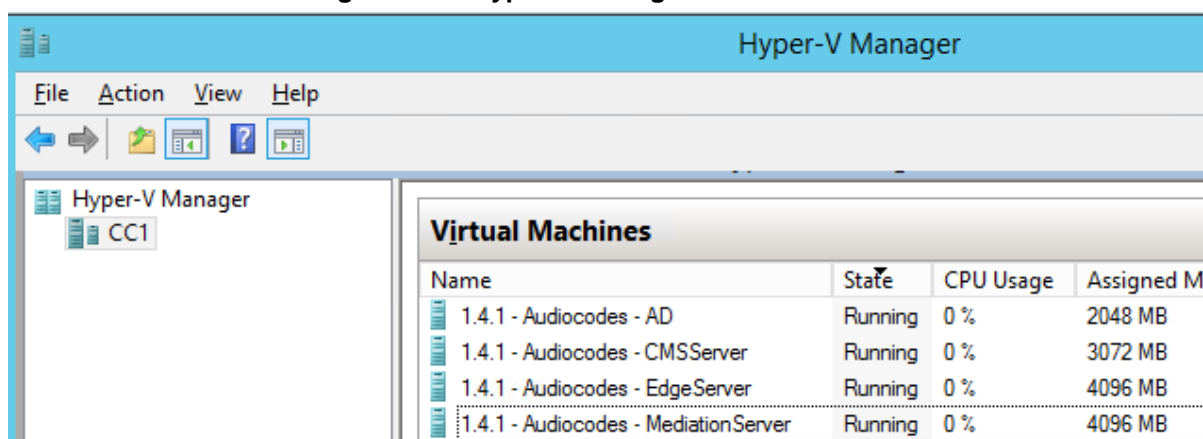 Hyper-V Manager
File Action View Help
Hyper-V Manager
CC1
Virtual Machines
Name State CPU Usage Assigned M
1.4.1 - Audiocodes - AD Running 0 % 2048 MB
1.4.1 - Audiocodes - CMSServer Running 0 % 3072 MB
1.4.1 - Audiocodes - EdgeServer Running 0 % 4096 MB
1.4.1 - Audiocodes - MediationServer Running 0 % 4096 MB